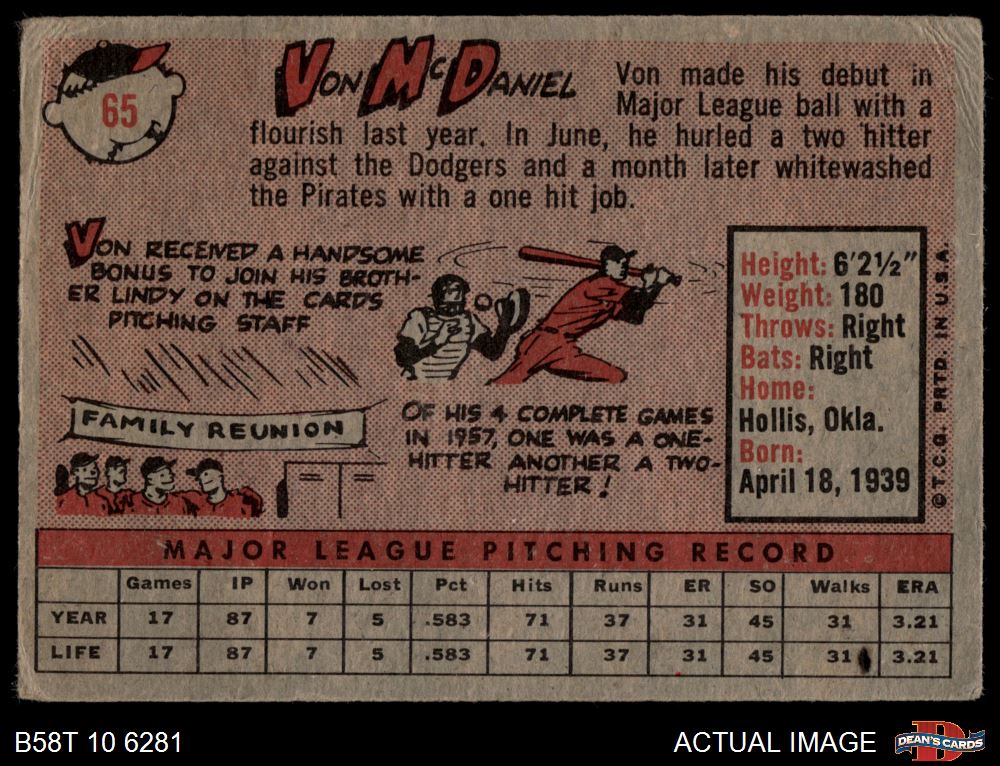 65
VON McDANIEL
Von made his debut in
Major League ball with a
flourish last year. In June, he hurled a two hitter
against the Dodgers and a month later whitewashed
the Pirates with a one hit job.
VON RECEIVED A HANDSOME
BONUS TO JOIN HIS BROTH-
ER LINDY ON THE CARDS
PITCHING STAFF
FAMILY REUNION
OF HIS 4 COMPLETE GAMES
IN 1957, ONE WAS A ONE-
HITTER ANOTHER A TWO-
HITTER!
Height: 6'2½"
Weight: 180
Throws: Right
Bats: Right
Home:
Hollis, Okla.
Born:
April 18, 1939
© T.C.G. PRTD. IN U.S.A.
MAJOR LEAGUE PITCHING RECORD
Games IP Won Lost Pct Hits Runs ER SO Walks ERA
YEAR 17 87 7 5 .583 71 37 31 45 31 3.21
LIFE 17 87 7 5 .583 71 37 31 45 31 3.21
B58T 10 6281
ACTUAL IMAGE
DEAN'S CARDS